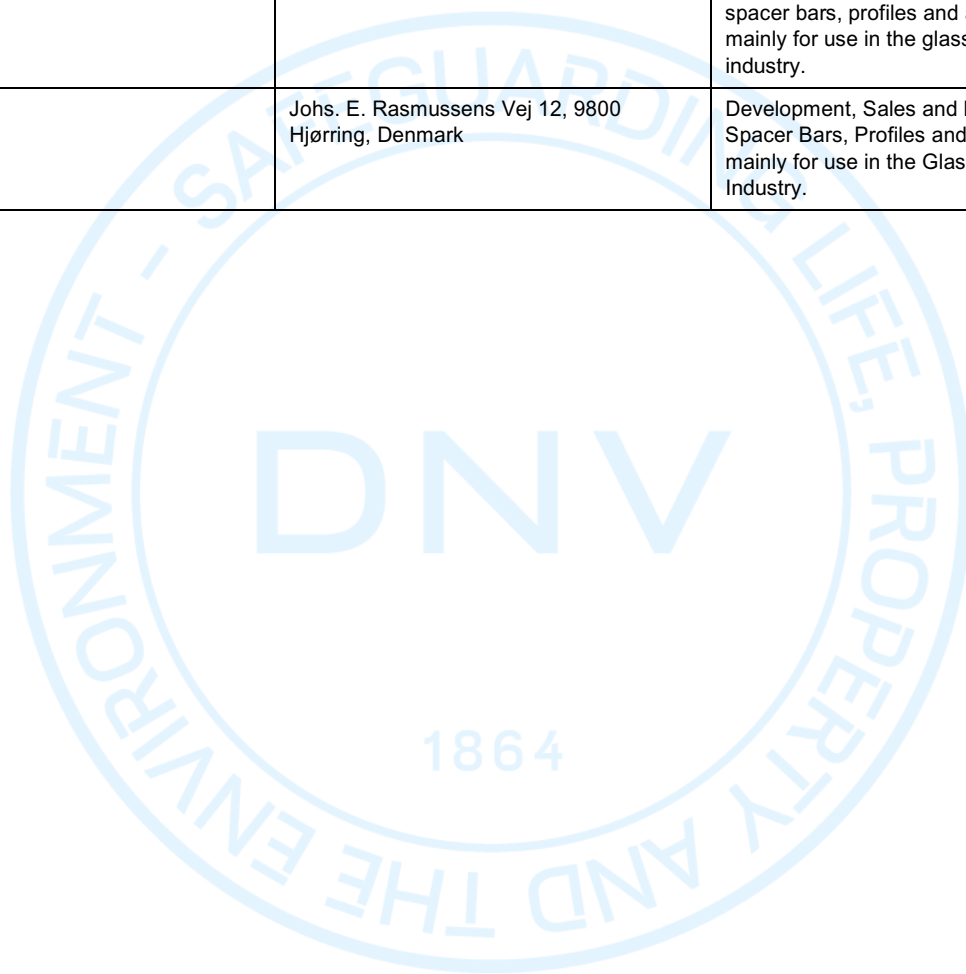 spacer bars, profiles and
mainly for use in the glass
industry.
Johs. E. Rasmussens Vej 12, 9800
Hjørring, Denmark
Development, Sales and
Spacer Bars, Profiles and
mainly for use in the Glas
Industry.
ENVIRONMENT - SAFEGUARDING LIFE, PROPERTY AND THE
DNV
1864